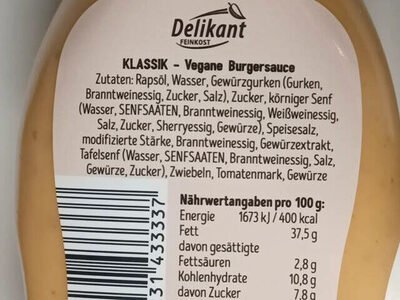 Delikant
FEINKOST
KLASSIK - Vegane Burgersauce
Zutaten: Rapsöl, Wasser, Gewürzgurken (Gurken,
Branntweinessig, Zucker, Salz), Zucker, körniger Senf
(Wasser, SENFSAATEN, Branntweinessig, Weißweinessig,
Salz, Zucker, Sherryessig, Gewürze), Speisesalz,
modifizierte Stärke, Branntweinessig, Gewürzextrakt,
Tafelsenf (Wasser, SENFSAATEN, Branntweinessig, Salz,
Gewürze, Zucker), Zwiebeln, Tomatenmark, Gewürze
Nährwertangaben pro 100 g:
Energie 1673 kJ / 400 kcal
Fett 37,5 g
davon gesättigte
Fettsäuren 2,8 g
Kohlenhydrate 10,8 g
davon Zucker 7,8 g
31433337